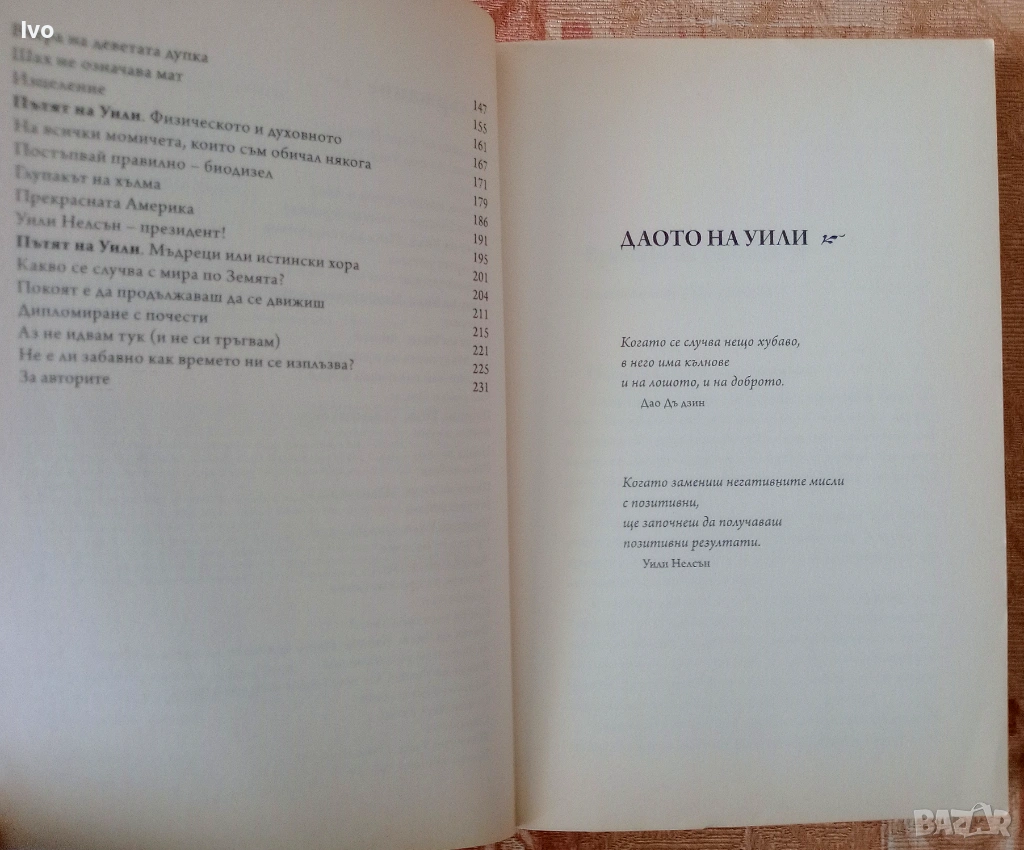 Ivo
на деветата дупка
Шах не означава мат 147
Изцеление 155
Пътят на Уили. Физическото и духовното 161
На всички момичета, които съм обичал някога 167
Постъпвай правилно – биодизел 171
Глупакът на хълма 179
Прекрасната Америка 186
Уили Нелсън – президент! 191
Пътят на Уили. Мъдреци или истински хора 195
Какво се случва с мира по Земята? 201
Покоят е да продължаваш да се движиш 204
Дипломиране с почести 211
Аз не идвам тук (и не си тръгвам) 215
221
Не е ли забавно как времето ни се изплъзва? 225
За авторите 231
ДАОТО НА УИЛИ
Когато се случва нещо хубаво,
в него има кълнове
и на лошото, и на доброто.
Дао Дъ дзин
Когато замениш негативните мисли
с позитивни,
ще започнеш да получаваш
позитивни резултати.
Уили Нелсън
BAZAR